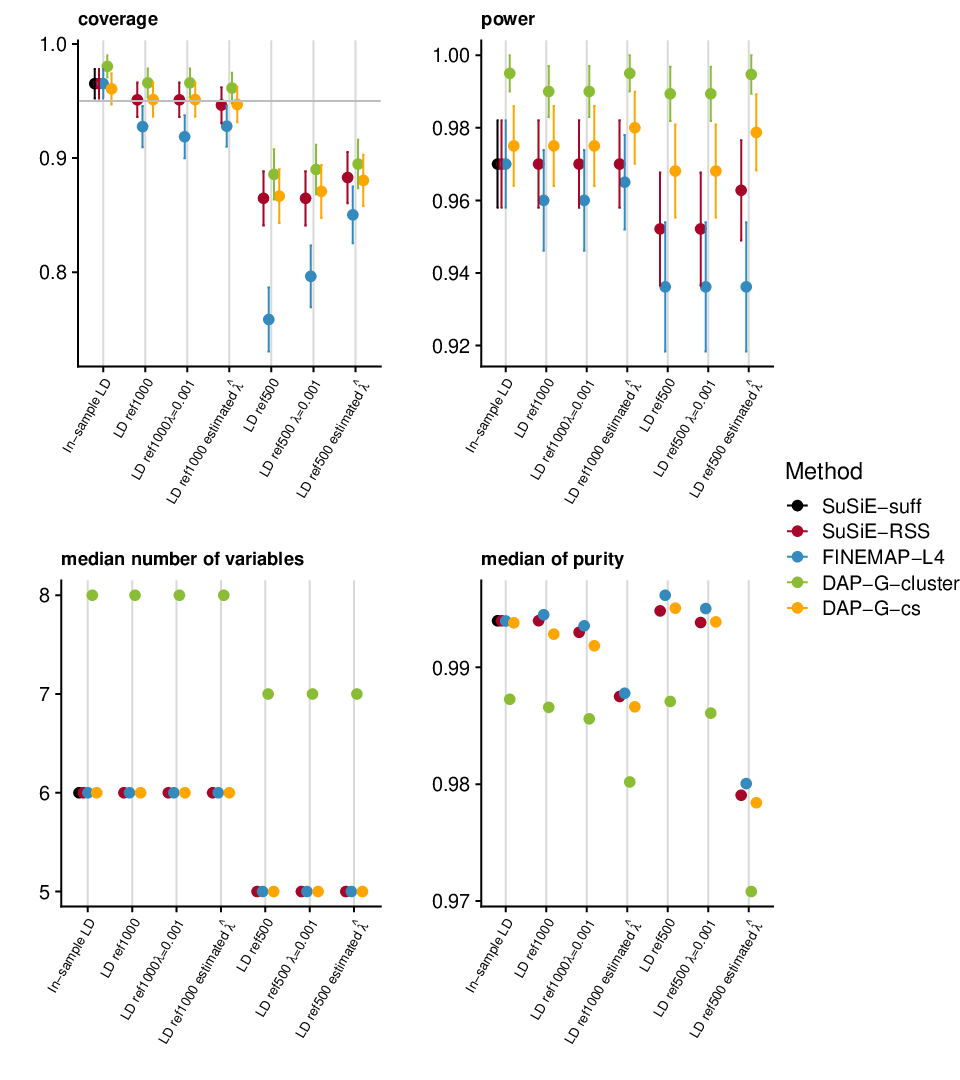 coverage
1.0
0.9
0.8
In−sample LD
LD ref1000
LD ref1000λ=0.001
LD ref1000 estimated λ̂
LD ref500
LD ref500 λ=0.001
LD ref500 estimated λ̂
power
1.00
0.98
0.96
0.94
0.92
In−sample LD
LD ref1000
LD ref1000λ=0.001
LD ref1000 estimated λ̂
LD ref500
LD ref500 λ=0.001
LD ref500 estimated λ̂
Method
SuSiE−suff
SuSiE−RSS
FINEMAP−L4
DAP−G−cluster
DAP−G−cs
median number of variables
8
7
6
5
In−sample LD
LD ref1000
LD ref1000λ=0.001
LD ref1000 estimated λ̂
LD ref500
LD ref500 λ=0.001
LD ref500 estimated λ̂
median of purity
0.99
0.98
0.97
In−sample LD
LD ref1000
LD ref1000λ=0.001
LD ref1000 estimated λ̂
LD ref500
LD ref500 λ=0.001
LD ref500 estimated λ̂